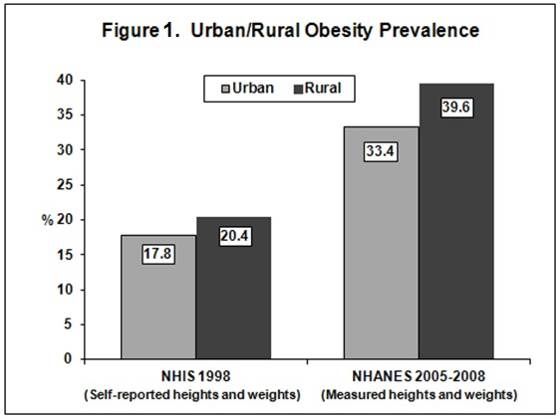 Figure 1.  Urban/Rural Obesity Prevalence
Urban Rural
40
35
30
25
20
15
10
5
0
%
17.8
20.4
33.4
39.6
NHIS 1998
(Self-reported heights and weights)
NHANES 2005-2008
(Measured heights and weights)